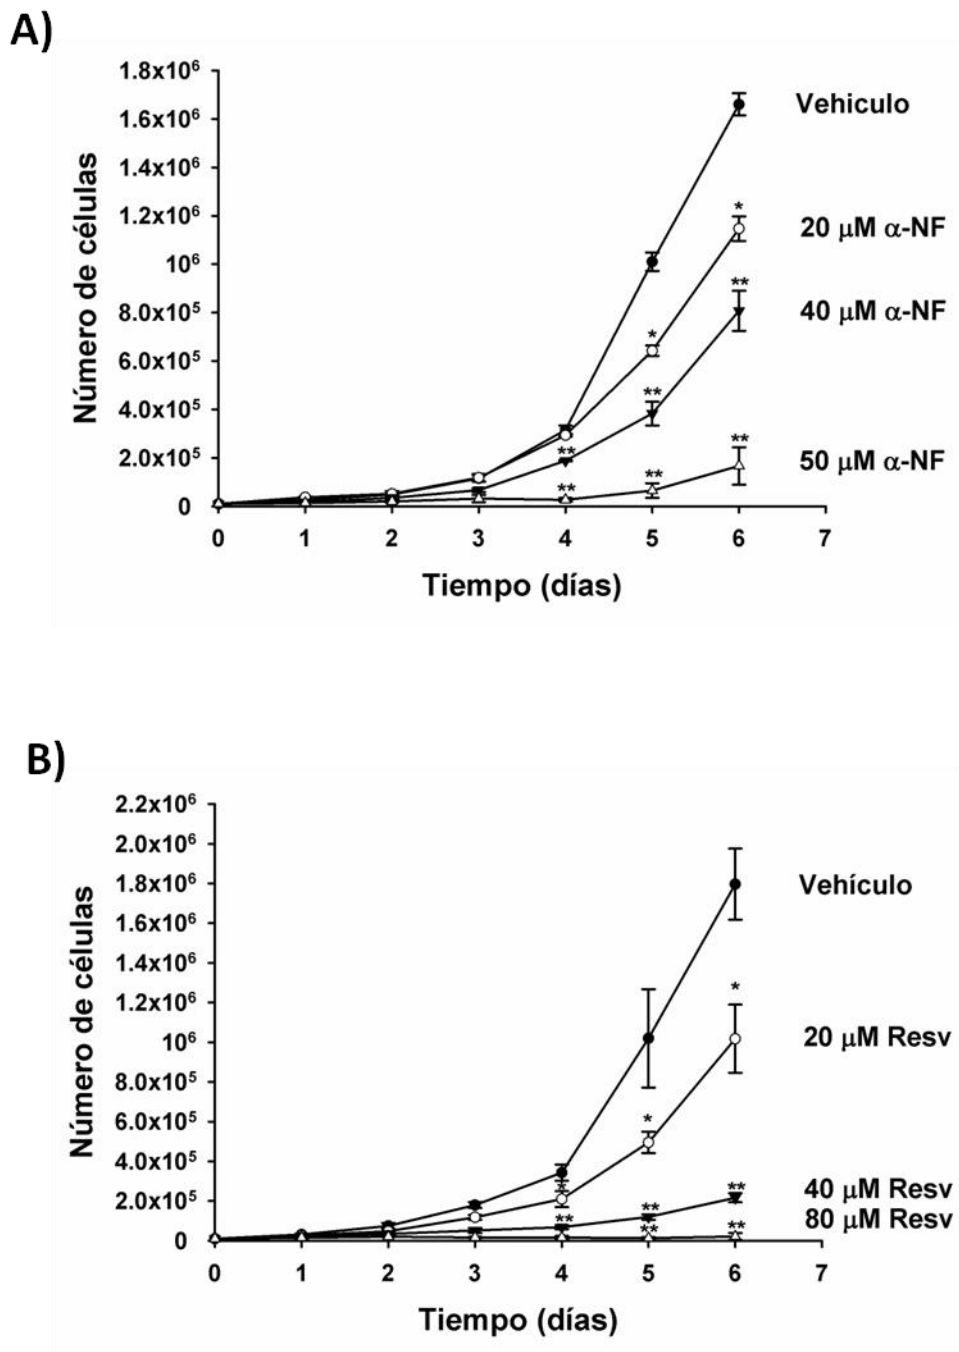 A)
1.8x10⁶
1.6x10⁶
1.4x10⁶
1.2x10⁶
10⁶
8.0x10⁵
6.0x10⁵
4.0x10⁵
2.0x10⁵
0
Número de células
0 1 2 3 4 5 6 7
Tiempo (días)
Vehiculo
20 µM α-NF
40 µM α-NF
50 µM α-NF
*
**
*
**
**
**
**
**
B)
2.2x10⁶
2.0x10⁶
1.8x10⁶
1.6x10⁶
1.4x10⁶
1.2x10⁶
10⁶
8.0x10⁵
6.0x10⁵
4.0x10⁵
2.0x10⁵
0
Número de células
0 1 2 3 4 5 6 7
Tiempo (días)
Vehículo
20 µM Resv
40 µM Resv
80 µM Resv
*
*
*
**
**
**
**
**